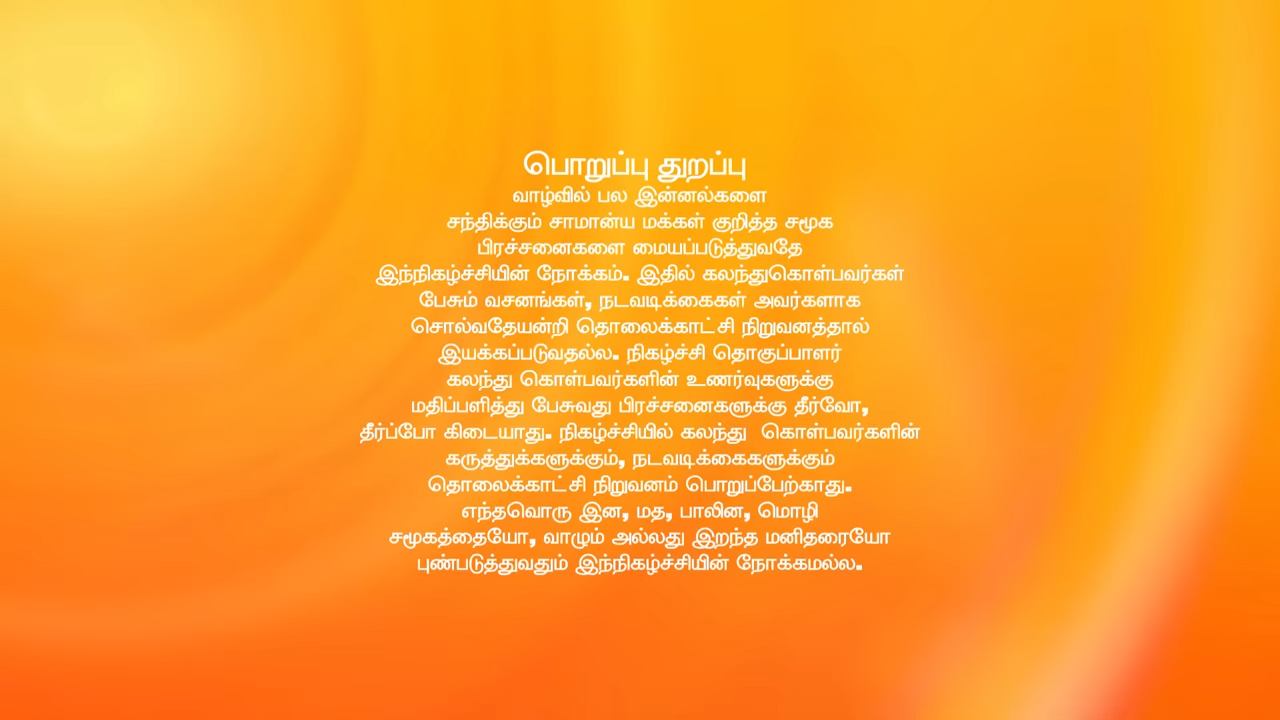 பொறுப்பு துறப்பு
வாழ்வில் பல இன்னல்களை
சந்திக்கும் சாமான்ய மக்கள் குறித்த சமூக
பிரச்சனைகளை மையப்படுத்துவதே
இந்நிகழ்ச்சியின் நோக்கம். இதில் கலந்துகொள்பவர்கள்
பேசும் வசனங்கள், நடவடிக்கைகள் அவர்களாக
சொல்வதேயன்றி தொலைக்காட்சி நிறுவனத்தால்
இயக்கப்படுவதல்ல. நிகழ்ச்சி தொகுப்பாளர்
கலந்து கொள்பவர்களின் உணர்வுகளுக்கு
மதிப்பளித்து பேசுவது பிரச்சனைகளுக்கு தீர்வோ,
தீர்ப்போ கிடையாது. நிகழ்ச்சியில் கலந்து  கொள்பவர்களின்
கருத்துக்களுக்கும், நடவடிக்கைகளுக்கும்
தொலைக்காட்சி நிறுவனம் பொறுப்பேற்காது.
எந்தவொரு இன, மத, பாலின, மொழி
சமூகத்தையோ, வாழும் அல்லது இறந்த மனிதரையோ
புண்படுத்துவதும் இந்நிகழ்ச்சியின் நோக்கமல்ல.